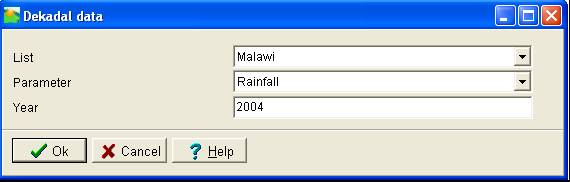 Dekadal data
List Malawi
Parameter Rainfall
Year 2004
Ok Cancel ? Help